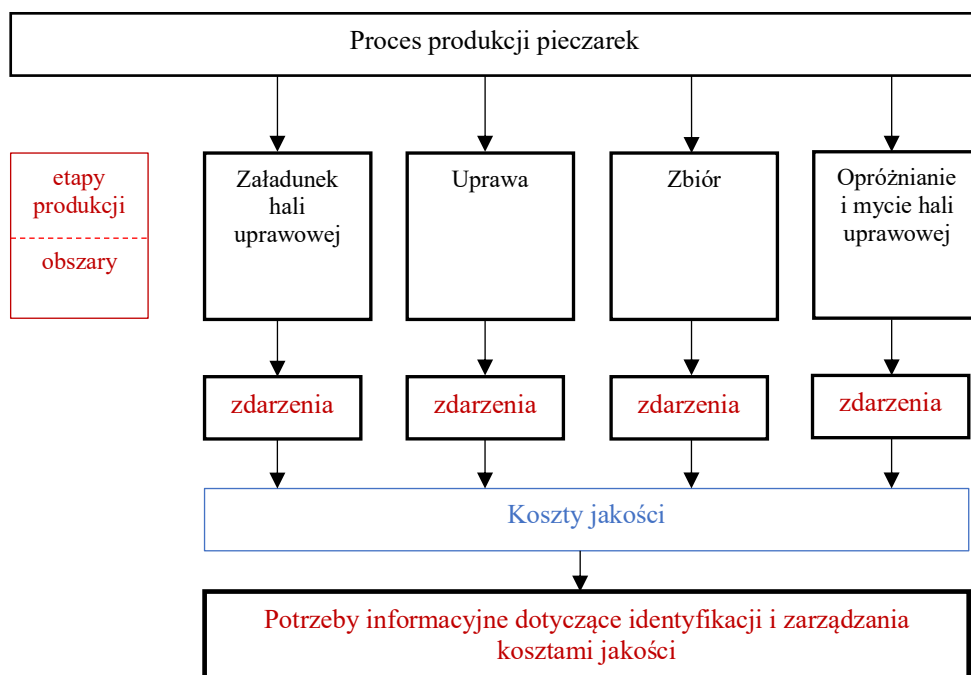 Proces produkcji pieczarek
etapy
produkcji
obszary
Załadunek
hali
uprawowej
Uprawa
Zbiór
Opróżnianie
i mycie hali
uprawowej
zdarzenia
zdarzenia
zdarzenia
zdarzenia
Koszty jakości
Potrzeby informacyjne dotyczące identyfikacji i zarządzania
kosztami jakości